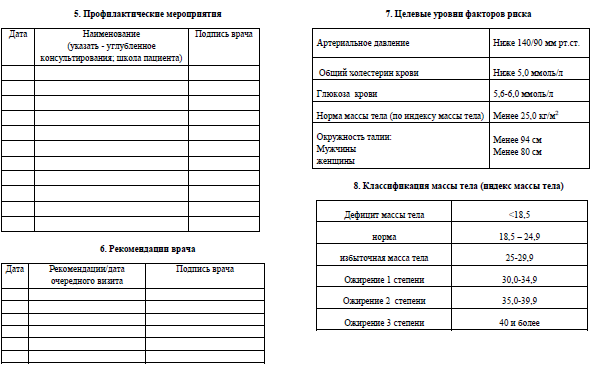 5. Профилактические мероприятия
Дата Наименование (указать - углубленное консультирования; школа пациента) Подпись врача
6. Рекомендации врача
Дата Рекомендации/дата очередного визита Подпись врача
7. Целевые уровни факторов риска
Артериальное давление Ниже 140/90 мм рт.ст.
Общий холестерин крови Ниже 5,0 ммоль/л
Глюкоза крови 5,6-6,0 ммоль/л
Норма массы тела (по индексу массы тела) Менее 25,0 кг/м²
Окружность талии:
Мужчины Менее 94 см
женщины Менее 80 см
8. Классификация массы тела (индекс массы тела)
Дефицит массы тела <18,5
норма 18,5 – 24,9
избыточная масса тела 25-29,9
Ожирение 1 степени 30,0-34,9
Ожирение 2 степени 35,0-39,9
Ожирение 3 степени 40 и более